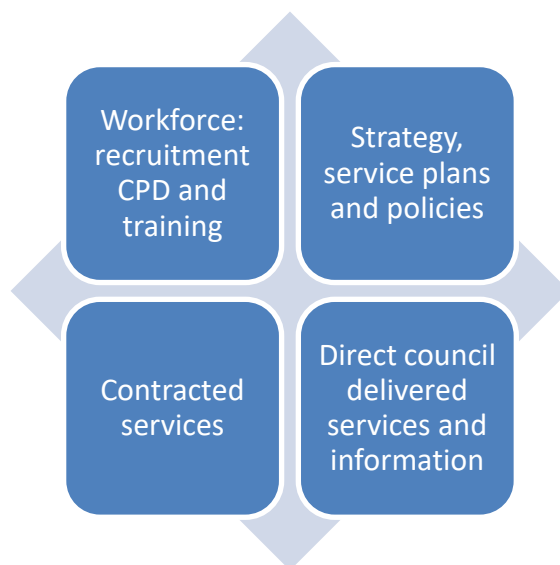 Workforce:
recruitment
CPD and
training
Strategy,
service plans
and policies
Contracted
services
Direct council
delivered
services and
information